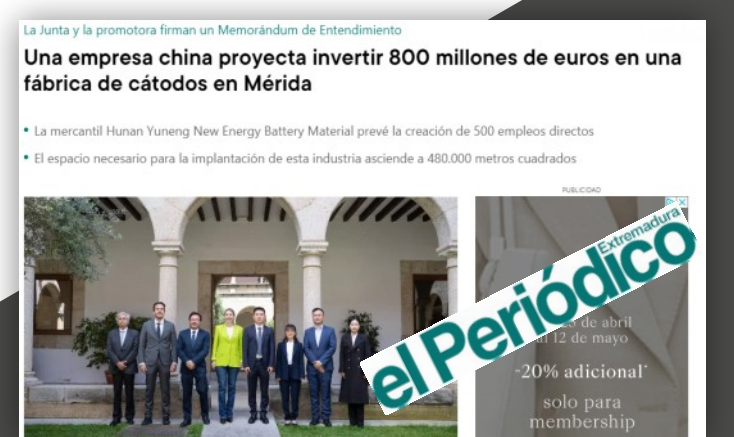 La Junta y la promotora firman un Memorándum de Entendimiento
Una empresa china proyecta invertir 800 millones de euros en una
fábrica de cátodos en Mérida
• La mercantil Hunan Yuneng New Energy Battery Material prevé la creación de 500 empleos directos
• El espacio necesario para la implantación de esta industria asciende a 480.000 metros cuadrados
PUBLICIDAD
el Periódico
Extremadura
de abril
al 12 de mayo
-20% adicional*
solo para
membership